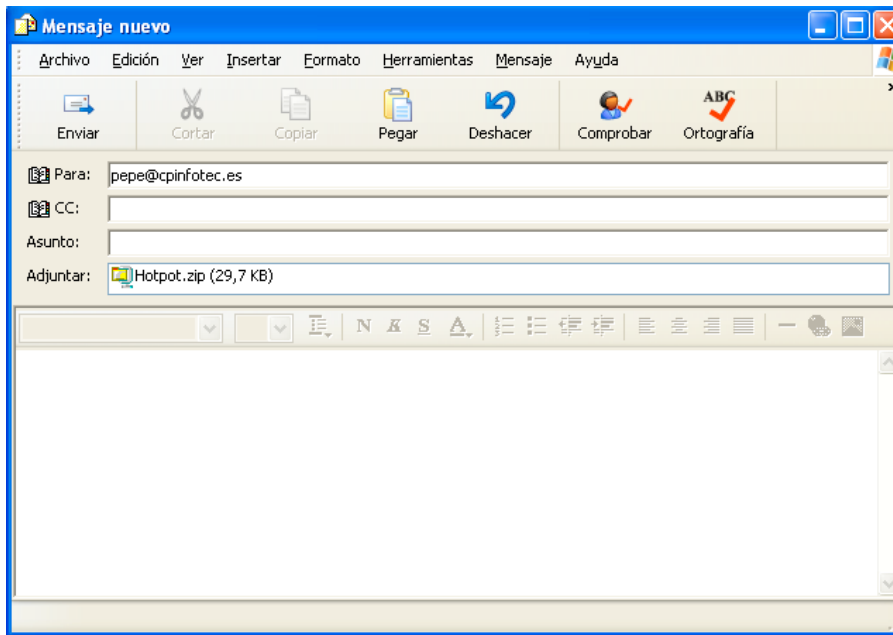 Mensaje nuevo
Archivo Edición Ver Insertar Formato Herramientas Mensaje Ayuda
Enviar Cortar Copiar Pegar Deshacer Comprobar Ortografía
Para: pepe@cpinfotec.es
CC:
Asunto:
Adjuntar: Hotpot.zip (29,7 KB)
N K S A